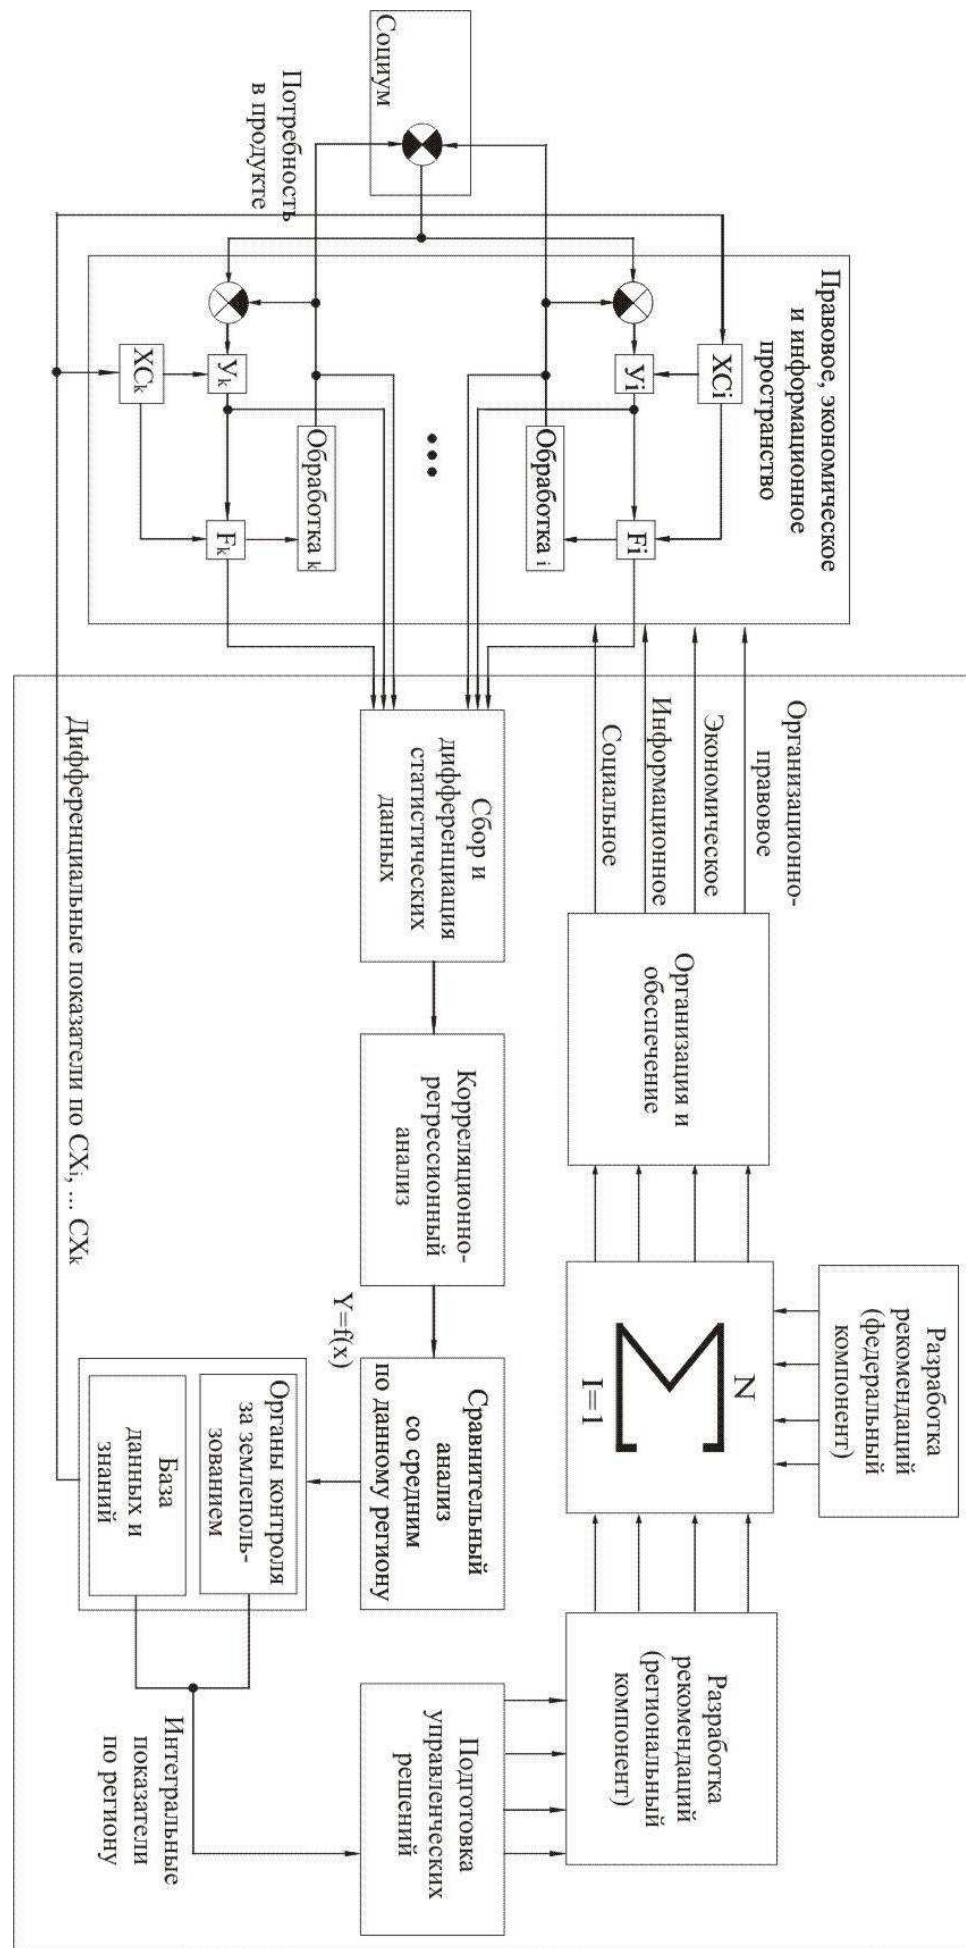 Правовое, экономическое
и информационное
пространство
ХСi
Уi
Fi
Обработка i
Социум
...
Потребность
в продукте
Обработка k
Уk
Fk
ХСk
Организационно-
правовое
Экономическое
Информационное
Социальное
Организация и
обеспечение
N
Σ
I=1
Разработка
рекомендаций
(федеральный
компонент)
Разработка
рекомендаций
(региональный
компонент)
Сбор и
дифференциация
статистических
данных
Корреляционно-
регрессионный
анализ
Y=f(x)
Сравнительный
анализ
со средним
по данному региону
Подготовка
управленческих
решений
Органы контроля
за землеполь-
зованием
База
данных и
знаний
Интегральные
показатели
по региону
Дифференциальные показатели по СХi, ... СХk